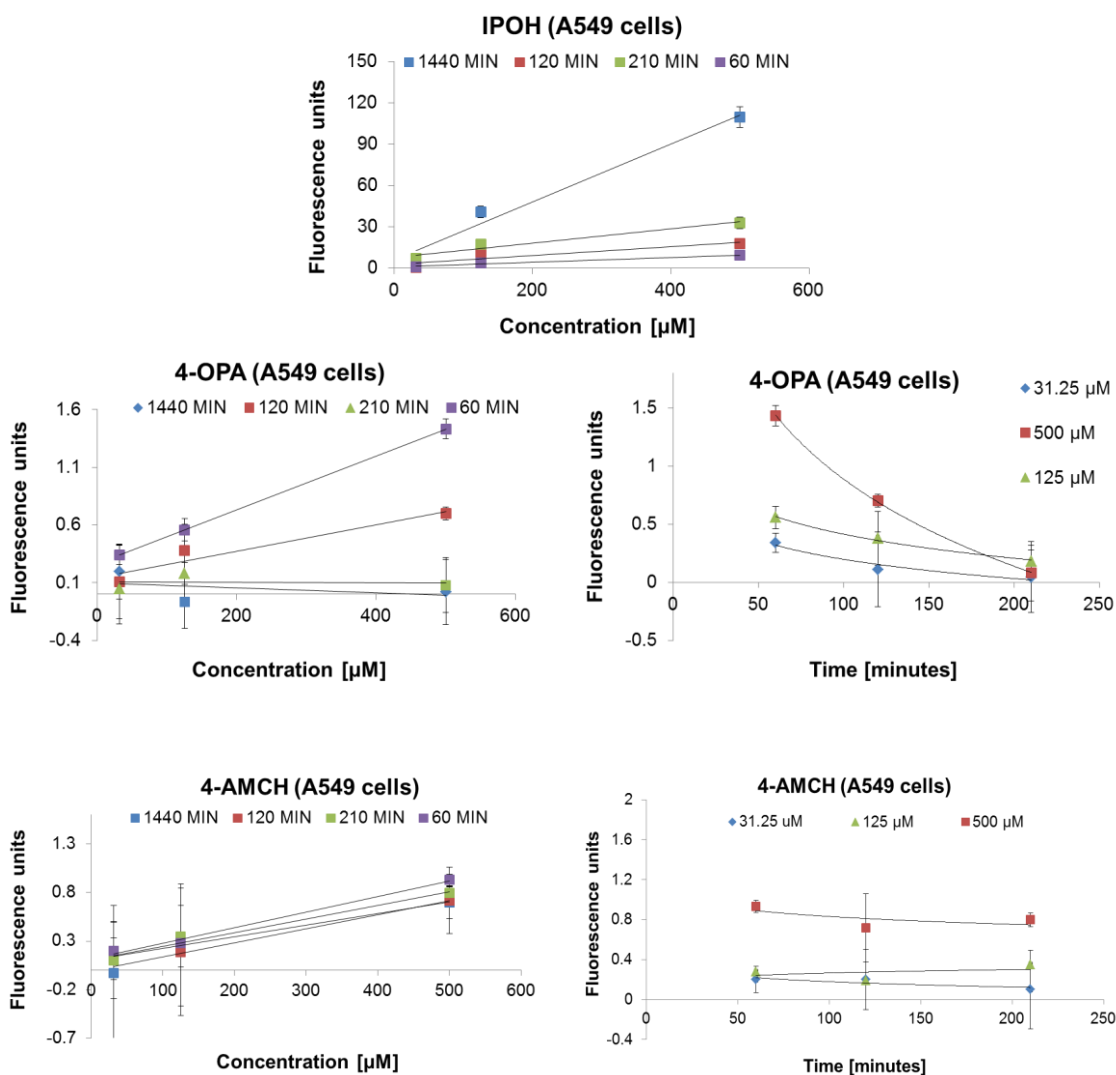 IPOH (A549 cells)
1440 MIN 120 MIN 210 MIN 60 MIN
Fluorescence units
150
120
90
60
30
0
0 200 400 600
Concentration [µM]
4-OPA (A549 cells)
1440 MIN 120 MIN 210 MIN 60 MIN
Fluorescence units
1.6
1.1
0.6
0.1
-0.4
0 200 400 600
Concentration [µM]
4-OPA (A549 cells)
31.25 µM
500 µM
125 µM
Fluorescence units
1.5
1
0.5
0
-0.5
0 50 100 150 200 250
Time [minutes]
4-AMCH (A549 cells)
1440 MIN 120 MIN 210 MIN 60 MIN
Fluorescence units
1.3
0.8
0.3
-0.2
-0.7
0 100 200 300 400 500 600
Concentration [µM]
4-AMCH (A549 cells)
31.25 uM 125 µM 500 µM
Fluorescence units
2
1.6
1.2
0.8
0.4
0
-0.4
0 50 100 150 200 250
Time [minutes]